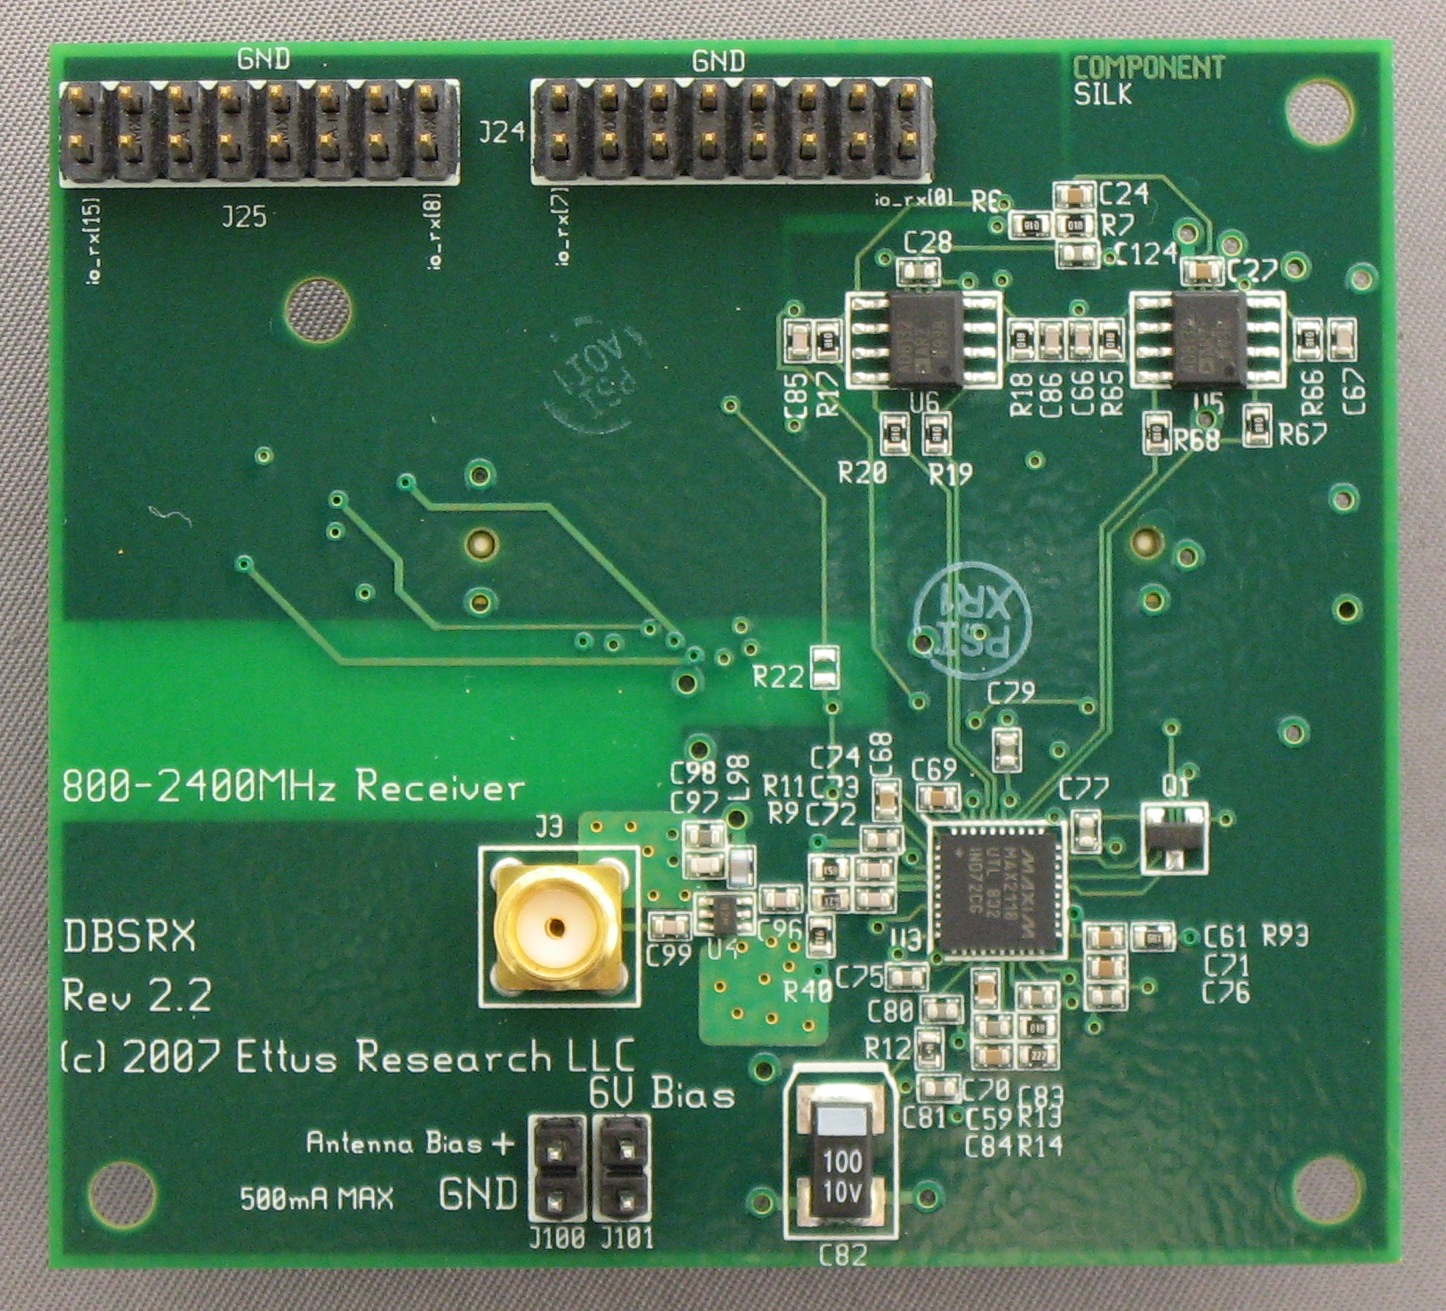 GND
GND
COMPONENT
SILK
J24
J25
io_rx[15]
io_rx[8]
io_rx[7]
io_rx[0]
R6
C24
R7
C124
C28
C27
C85
R17
U6
R18
C86
C66
R65
U5
R66
C67
R20
R19
R68
R67
PSI
AOI1
PSI
XR1
R22
C79
800-2400MHz Receiver
C98
C97
L98
C74
R11 C73
R9 C72
C68
C69
C77
Q1
J3
MAXIM
MAX2118
UTL 832
U3
DBSRX
Rev 2.2
(c) 2007 Ettus Research LLC
C99
U4
C96
R40
C75
C80
R12
C61 R93
C71
C76
C81
C70 C83
C59 R13
C84 R14
6V Bias
Antenna Bias +
500mA MAX GND
J100 J101
100
10V
C82